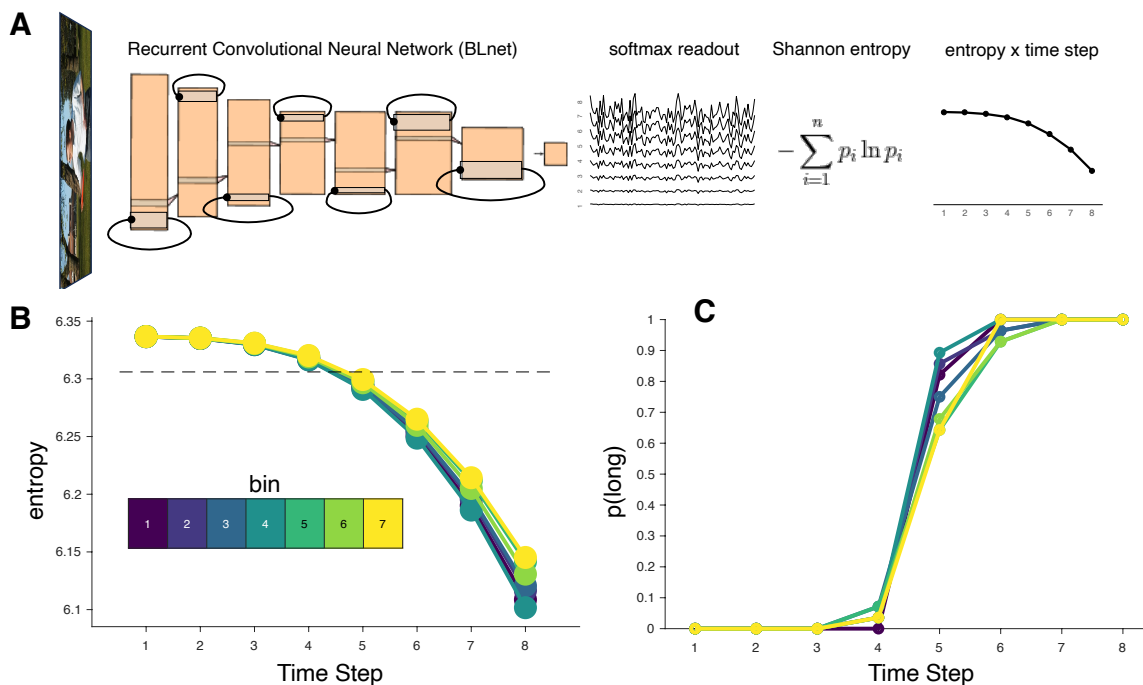 A
Recurrent Convolutional Neural Network (BLnet)
softmax readout
Shannon entropy
entropy x time step
8
7
6
5
4
3
2
1
− n ∑ i=1 p_i ln p_i
1 2 3 4 5 6 7 8
B
6.35
6.3
6.25
6.2
6.15
6.1
entropy
bin
1 2 3 4 5 6 7
1 2 3 4 5 6 7 8
Time Step
C
1
0.9
0.8
0.7
0.6
0.5
0.4
0.3
0.2
0.1
0
p(long)
1 2 3 4 5 6 7 8
Time Step